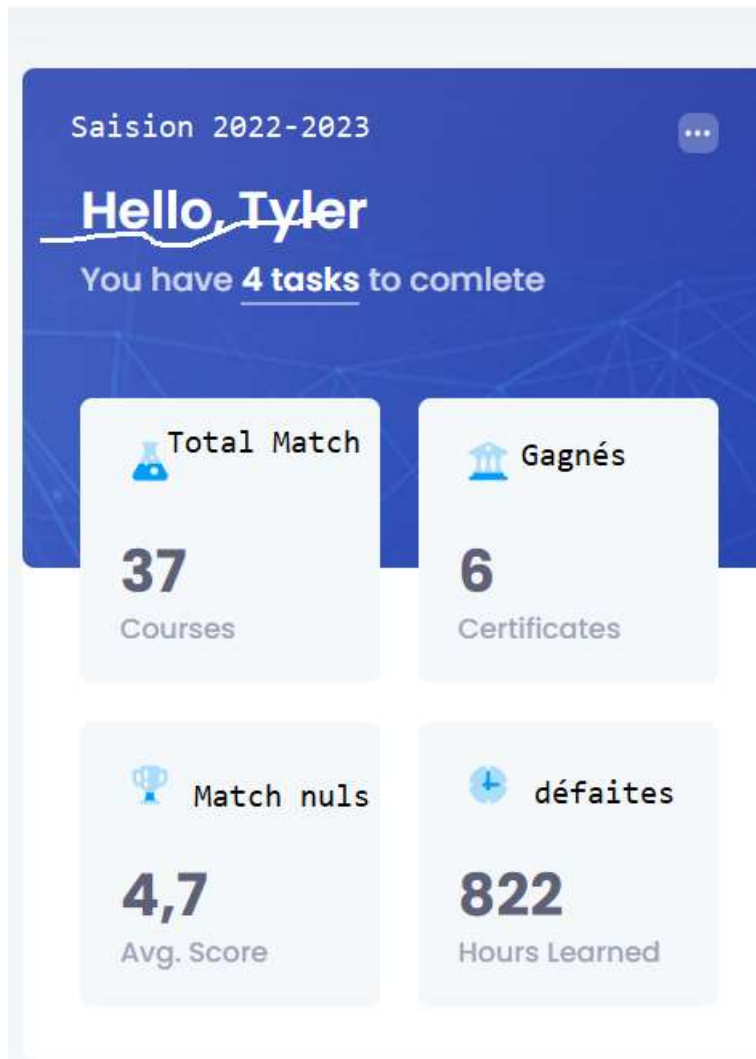 Saision 2022-2023
Hello, Tyler
You have 4 tasks to comlete
Total Match
37
Courses
Gagnés
6
Certificates
Match nuls
4,7
Avg. Score
défaites
822
Hours Learned